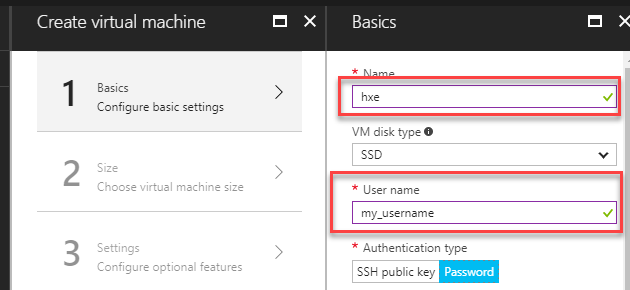 Create virtual machine
1
Basics
Configure basic settings
2
Size
Choose virtual machine size
3
Settings
Configure optional features
Basics
* Name
hxe
VM disk type
SSD
* User name
my_username
* Authentication type
SSH public key Password